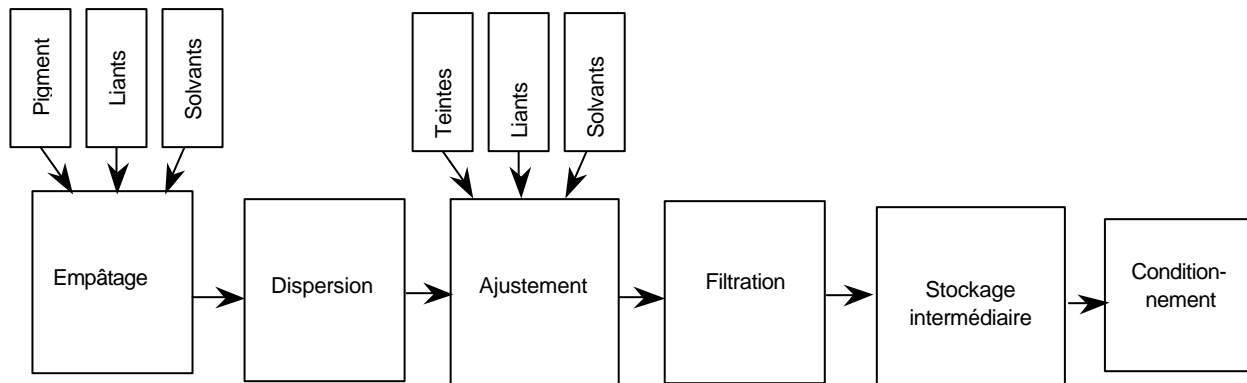 Pigment
Liants
Solvants
Teintes
Liants
Solvants
Empâtage
Dispersion
Ajustement
Filtration
Stockage
intermédiaire
Condition-
nement